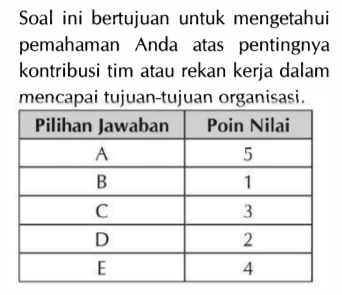 Soal ini bertujuan untuk mengetahui
pemahaman Anda atas pentingnya
kontribusi tim atau rekan kerja dalam
mencapai tujuan-tujuan organisasi.
Pilihan Jawaban Poin Nilai
A 5
B 1
C 3
D 2
E 4